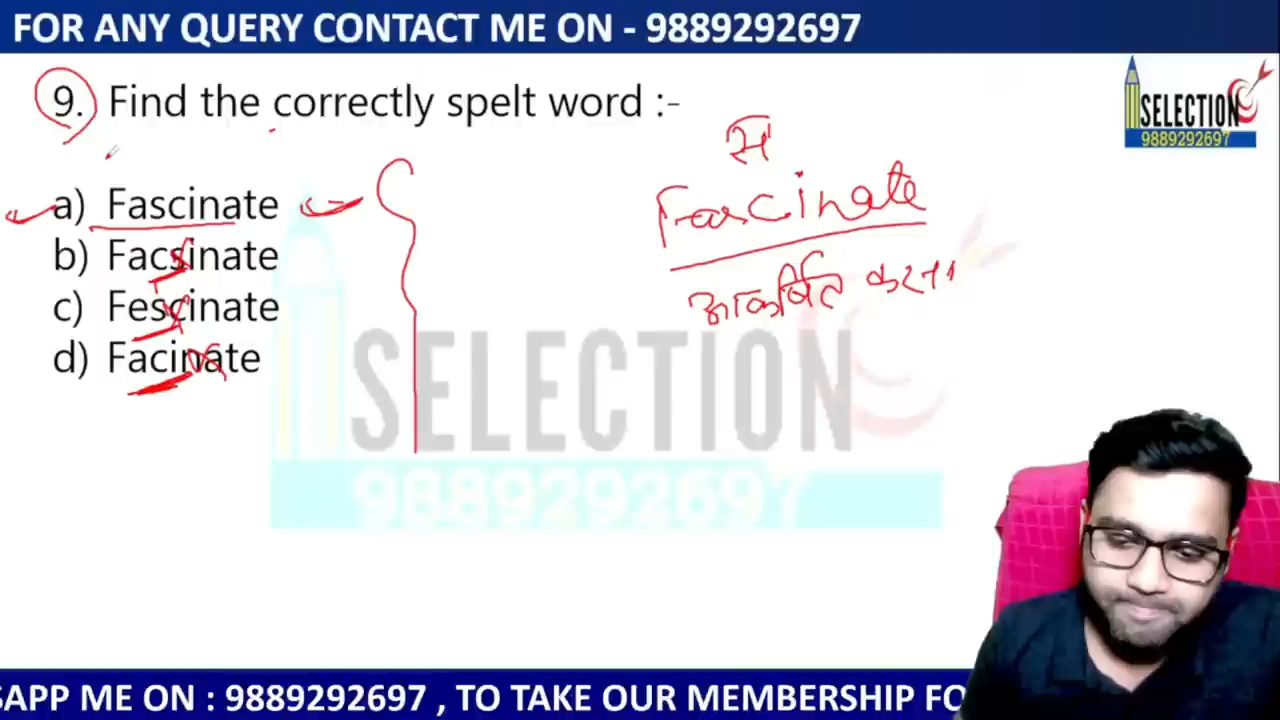 FOR ANY QUERY CONTACT ME ON - 9889292697
SELECTION
9889292697
9. Find the correctly spelt word :-
a) Fascinate
b) Facsinate
c) Fescinate
d) Facinate
स
Fascinate
आकर्षित करना
SELECTION
9889292697
SAPP ME ON : 9889292697 , TO TAKE OUR MEMBERSHIP FO